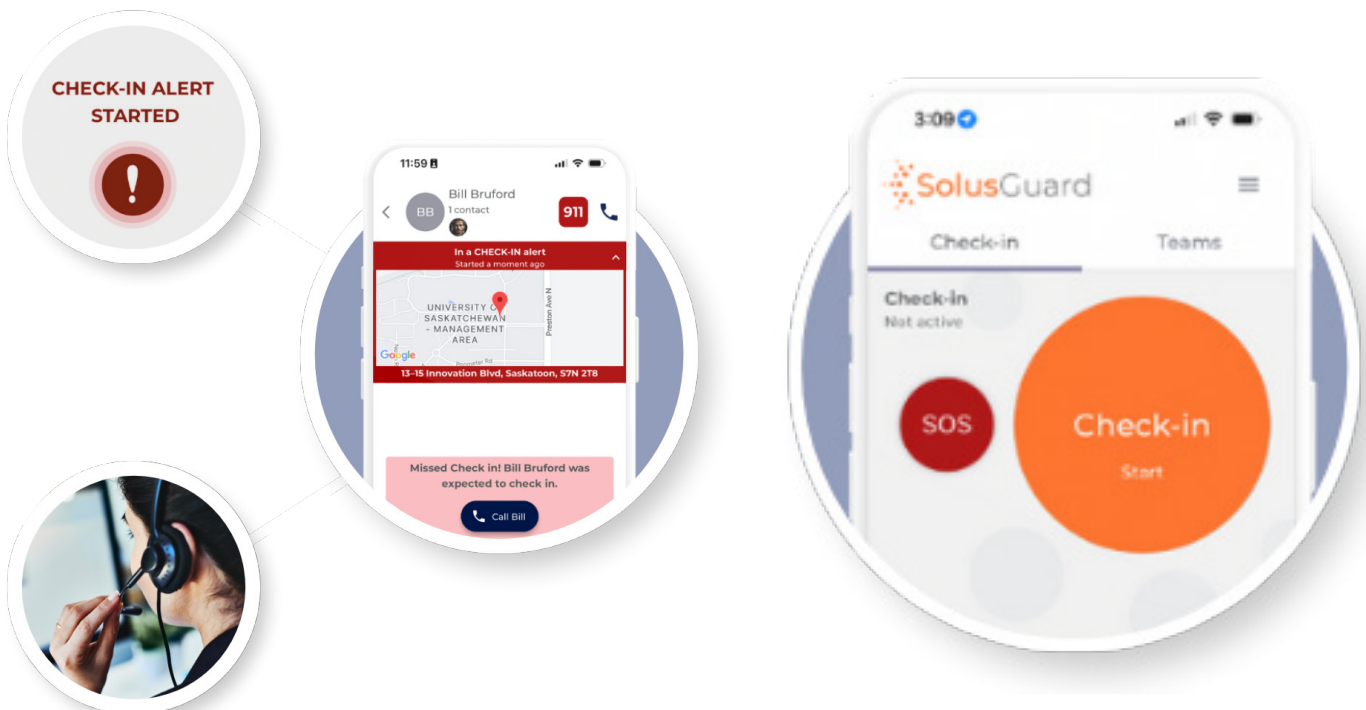 CHECK-IN ALERT
STARTED
!
11:59
BB
Bill Bruford
1 contact
911
In a CHECK-IN alert
Started a moment ago
UNIVERSITY OF
SASKATCHEWAN
- MANAGEMENT
AREA
Preston Ave N
Perimeter Rd
Google
13-15 Innovation Blvd, Saskatoon, S7N 2T8
Missed Check in! Bill Bruford was
expected to check in.
Call Bill
3:09
SolusGuard
Check-in
Teams
Check-in
Not active
SOS
Check-in
Start